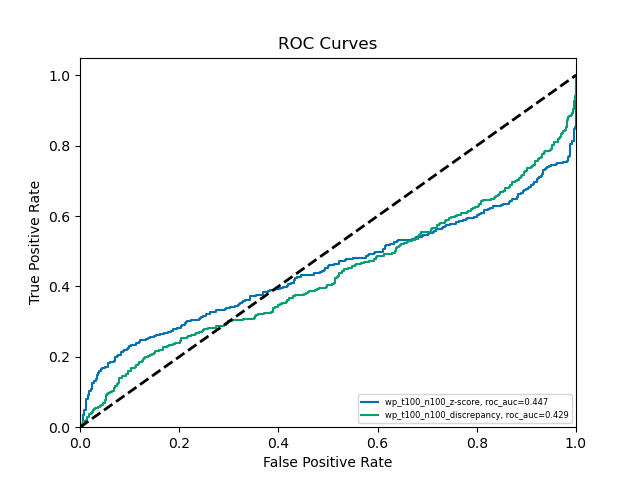 ROC Curves
True Positive Rate
1.0
0.8
0.6
0.4
0.2
0.0
wp_t100_n100_z-score, roc_auc=0.447
wp_t100_n100_discrepancy, roc_auc=0.429
0.0 0.2 0.4 0.6 0.8 1.0
False Positive Rate